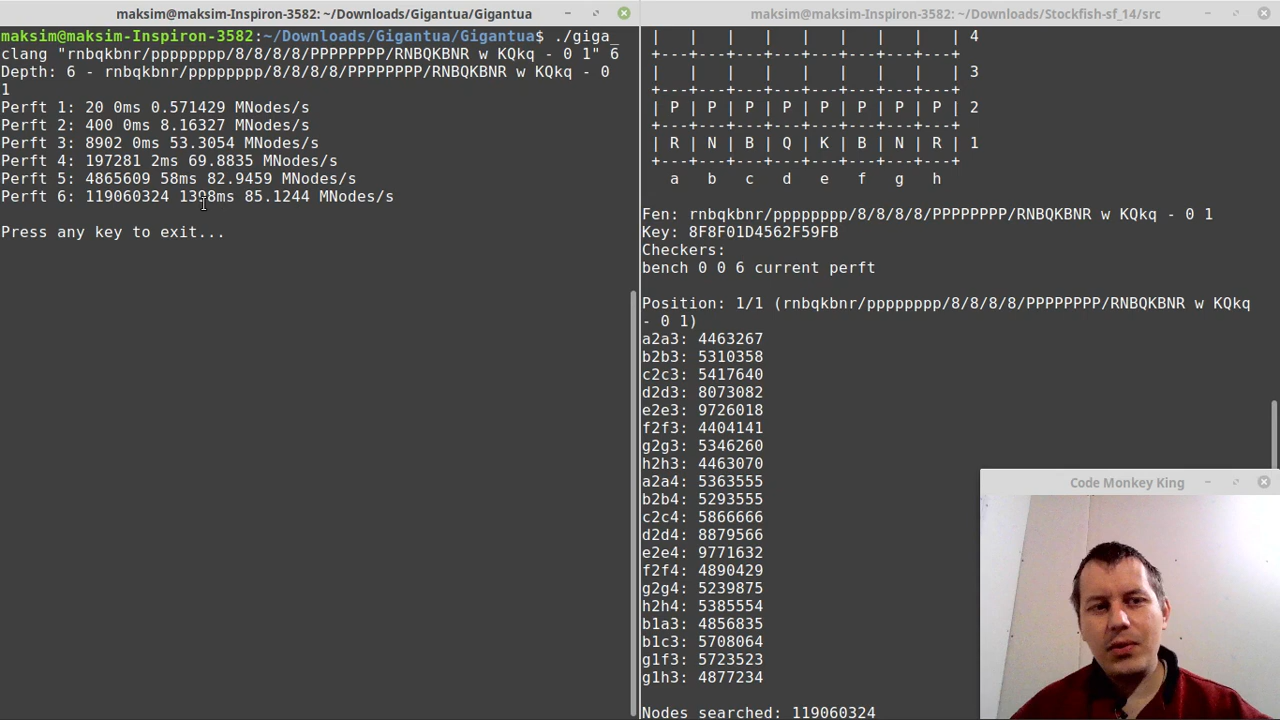 maksim@maksim-Inspiron-3582: ~/Downloads/Gigantua/Gigantua
maksim@maksim-Inspiron-3582:~/Downloads/Gigantua/Gigantua$ ./giga_
clang "rnbqkbnr/pppppppp/8/8/8/8/PPPPPPPP/RNBQKBNR w KQkq - 0 1" 6
Depth: 6 - rnbqkbnr/pppppppp/8/8/8/8/PPPPPPPP/RNBQKBNR w KQkq - 0
1
Perft 1: 20 0ms 0.571429 MNodes/s
Perft 2: 400 0ms 8.16327 MNodes/s
Perft 3: 8902 0ms 53.3054 MNodes/s
Perft 4: 197281 2ms 69.8835 MNodes/s
Perft 5: 4865609 58ms 82.9459 MNodes/s
Perft 6: 119060324 1398ms 85.1244 MNodes/s
Press any key to exit...
maksim@maksim-Inspiron-3582: ~/Downloads/Stockfish-sf_14/src
|   |   |   |   |   |   |   |   | 4
+---+---+---+---+---+---+---+---+
|   |   |   |   |   |   |   |   | 3
+---+---+---+---+---+---+---+---+
| P | P | P | P | P | P | P | P | 2
+---+---+---+---+---+---+---+---+
| R | N | B | Q | K | B | N | R | 1
+---+---+---+---+---+---+---+---+
a   b   c   d   e   f   g   h
Fen: rnbqkbnr/pppppppp/8/8/8/8/PPPPPPPP/RNBQKBNR w KQkq - 0 1
Key: 8F8F01D4562F59FB
Checkers:
bench 0 0 6 current perft
Position: 1/1 (rnbqkbnr/pppppppp/8/8/8/8/PPPPPPPP/RNBQKBNR w KQkq
- 0 1)
a2a3: 4463267
b2b3: 5310358
c2c3: 5417640
d2d3: 8073082
e2e3: 9726018
f2f3: 4404141
g2g3: 5346260
h2h3: 4463070
a2a4: 5363555
b2b4: 5293555
c2c4: 5866666
d2d4: 8879566
e2e4: 9771632
f2f4: 4890429
g2g4: 5239875
h2h4: 5385554
b1a3: 4856835
b1c3: 5708064
g1f3: 5723523
g1h3: 4877234
Nodes searched: 119060324
Code Monkey King